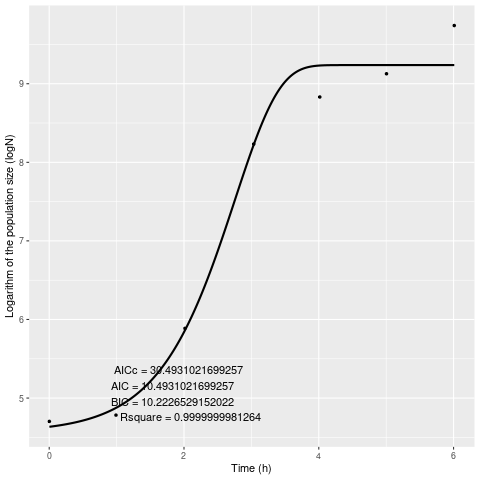 Logarithm of the population size (logN)
9
8
7
6
5
AICc = 30.4931021699257
AIC = 10.4931021699257
BIC = 10.2226529152022
Rsquare = 0.9999999981264
0 2 4 6
Time (h)